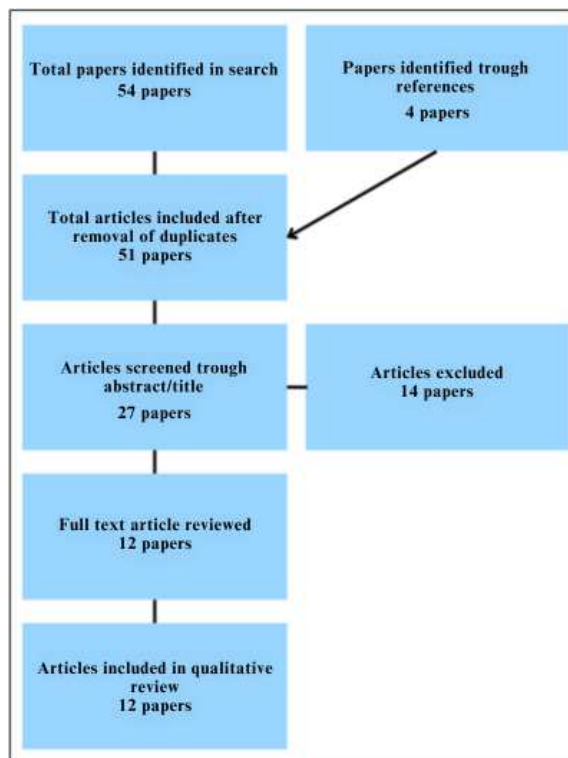 Total papers identified in search
54 papers
Papers identified trough
references
4 papers
Total articles included after
removal of duplicates
51 papers
Articles screened trough
abstract/title
27 papers
Articles excluded
14 papers
Full text article reviewed
12 papers
Articles included in qualitative
review
12 papers